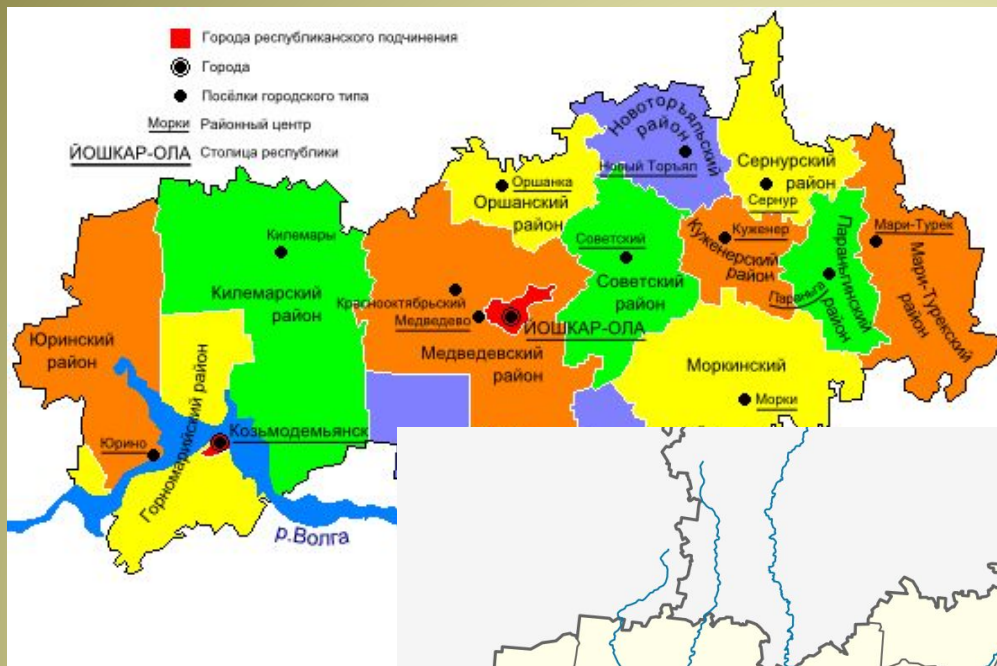 Города республиканского подчинения
Города
Посёлки городского типа
Морки Районный центр
ЙОШКАР-ОЛА Столица республики
Новоторъяльский
район
Новый Торъял
Сернурский
район
Сернур
Оршанка
Оршанский
район
Килемары
Килемарский
район
Советский
Советский
район
Куженер
Куженерский
район
Параньгинский
район
Параньга
Мари-Турек
Мари-Турекский
район
Краснооктябрьский
Медведево
ЙОШКАР-ОЛА
Медведевский
район
Юринский
район
Моркинский
Морки
Горномарийский район
Козьмодемьянск
Юрино
р.Волга